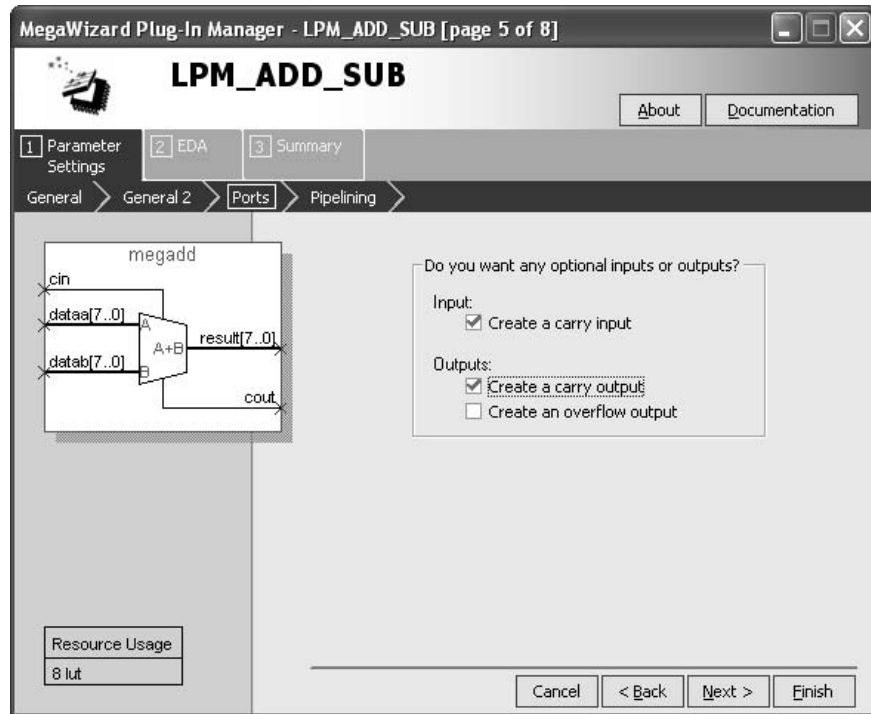 MegaWizard Plug-In Manager - LPM_ADD_SUB [page 5 of 8]
LPM_ADD_SUB
About
Documentation
1 Parameter Settings
2 EDA
3 Summary
General
General 2
Ports
Pipelining
megadd
cin
dataa[7..0]
A
A+B
result[7..0]
datab[7..0]
B
cout
Do you want any optional inputs or outputs?
Input:
Create a carry input
Outputs:
Create a carry output
Create an overflow output
Resource Usage
8 lut
Cancel
< Back
Next >
Finish